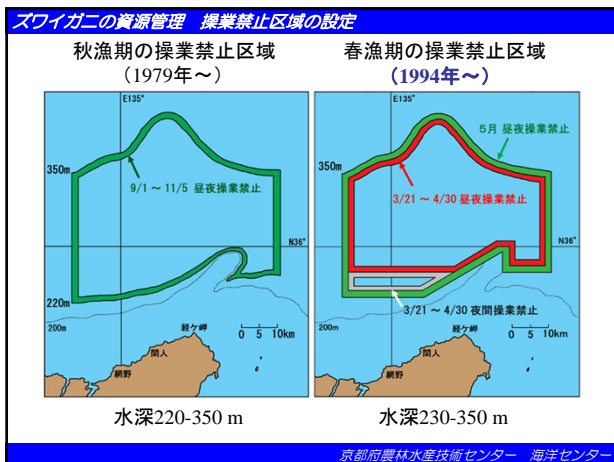 ズワイガニの資源管理　操業禁止区域の設定
秋漁期の操業禁止区域
（1979年～）
E135°
350m
9/1 ～ 11/5 昼夜操業禁止
N36°
220m
200m
経ケ岬
0 5 10km
間人
網野
水深220-350 m
春漁期の操業禁止区域
（1994年～）
E135°
5月 昼夜操業禁止
350m
3/21 ～ 4/30 昼夜操業禁止
N36°
220m
3/21 ～ 4/30 夜間操業禁止
200m
経ケ岬
0 5 10km
間人
網野
水深230-350 m
京都府農林水産技術センター　海洋センター